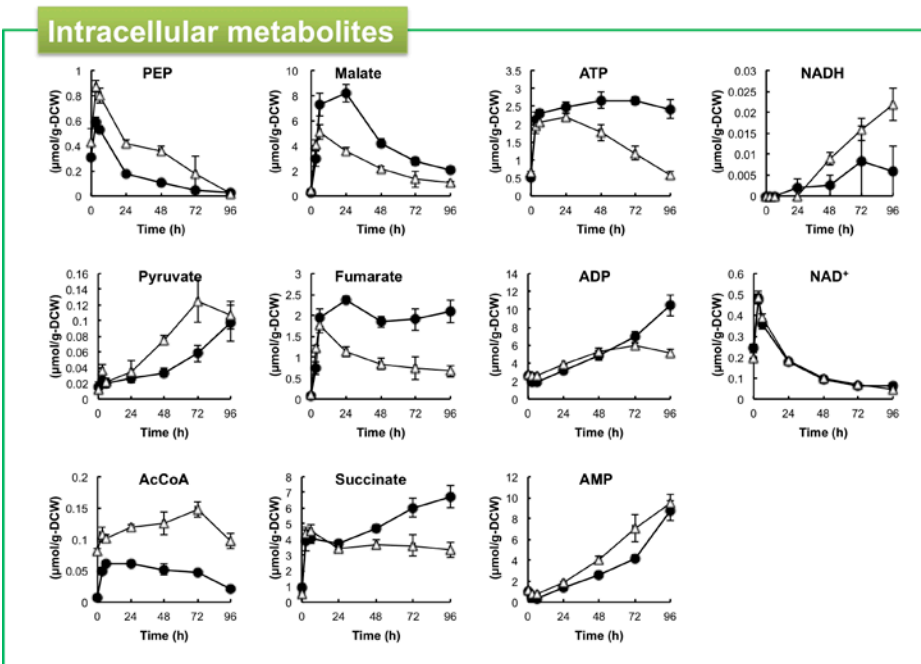 Intracellular metabolites
PEP
(μmol/g-DCW)
1
0.8
0.6
0.4
0.2
0
0 24 48 72 96
Time (h)
Malate
(μmol/g-DCW)
10
8
6
4
2
0
0 24 48 72 96
Time (h)
ATP
(μmol/g-DCW)
3.5
3
2.5
2
1.5
1
0.5
0
0 24 48 72 96
Time (h)
NADH
(μmol/g-DCW)
0.03
0.025
0.02
0.015
0.01
0.005
0
0 24 48 72 96
Time (h)
Pyruvate
(μmol/g-DCW)
0.16
0.14
0.12
0.1
0.08
0.06
0.04
0.02
0
0 24 48 72 96
Time (h)
Fumarate
(μmol/g-DCW)
3
2.5
2
1.5
1
0.5
0
0 24 48 72 96
Time (h)
ADP
(μmol/g-DCW)
14
12
10
8
6
4
2
0
0 24 48 72 96
Time (h)
NAD⁺
(μmol/g-DCW)
0.6
0.5
0.4
0.3
0.2
0.1
0
0 24 48 72 96
Time (h)
AcCoA
(μmol/g-DCW)
0.2
0.15
0.1
0.05
0
0 24 48 72 96
Time (h)
Succinate
(μmol/g-DCW)
8
7
6
5
4
3
2
1
0
0 24 48 72 96
Time (h)
AMP
(μmol/g-DCW)
12
10
8
6
4
2
0
0 24 48 72 96
Time (h)